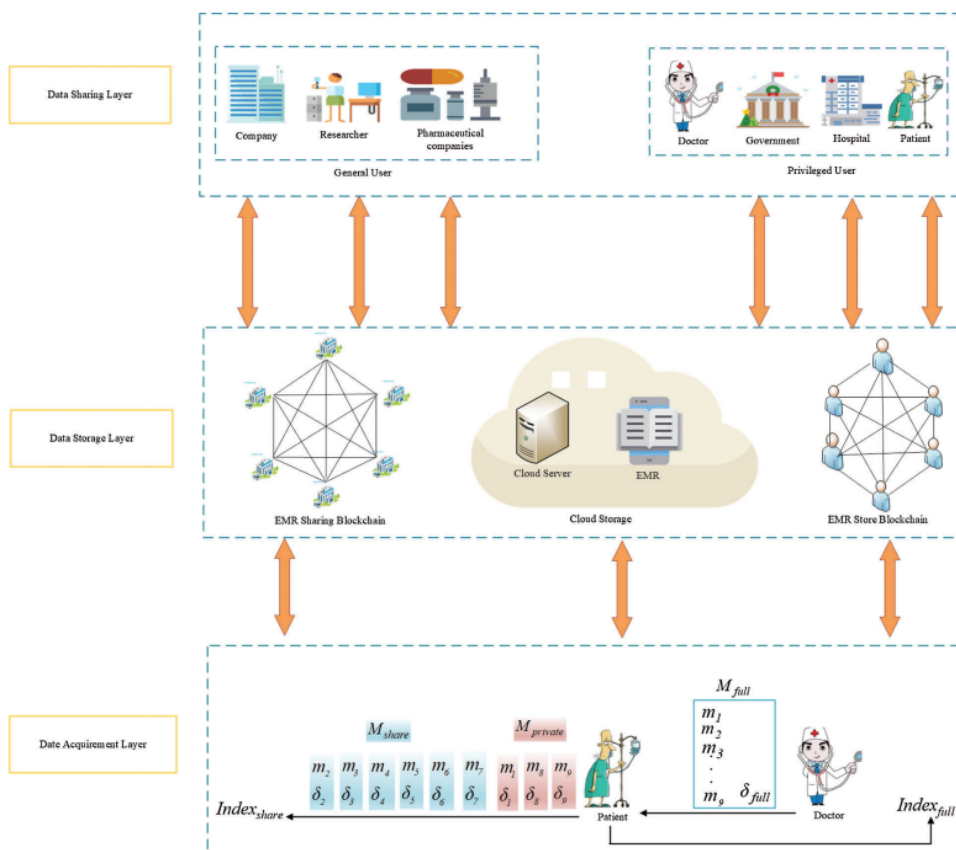 Data Sharing Layer
Company
Researcher
Pharmaceutical
companies
General User
Doctor
Government
Hospital
Patient
Privileged User
Data Storage Layer
EMR Sharing Blockchain
Cloud Server
EMR
Cloud Storage
EMR Store Blockchain
Date Acquirement Layer
M_share
M_private
m_2 m_3 m_4 m_5 m_6 m_7 m_1 m_8 m_9
δ_2 δ_3 δ_4 δ_5 δ_6 δ_7 δ_1 δ_8 δ_9
Index_share
Patient
M_full
m_1
m_2
m_3
.
.
m_9 δ_full
Doctor
Index_full